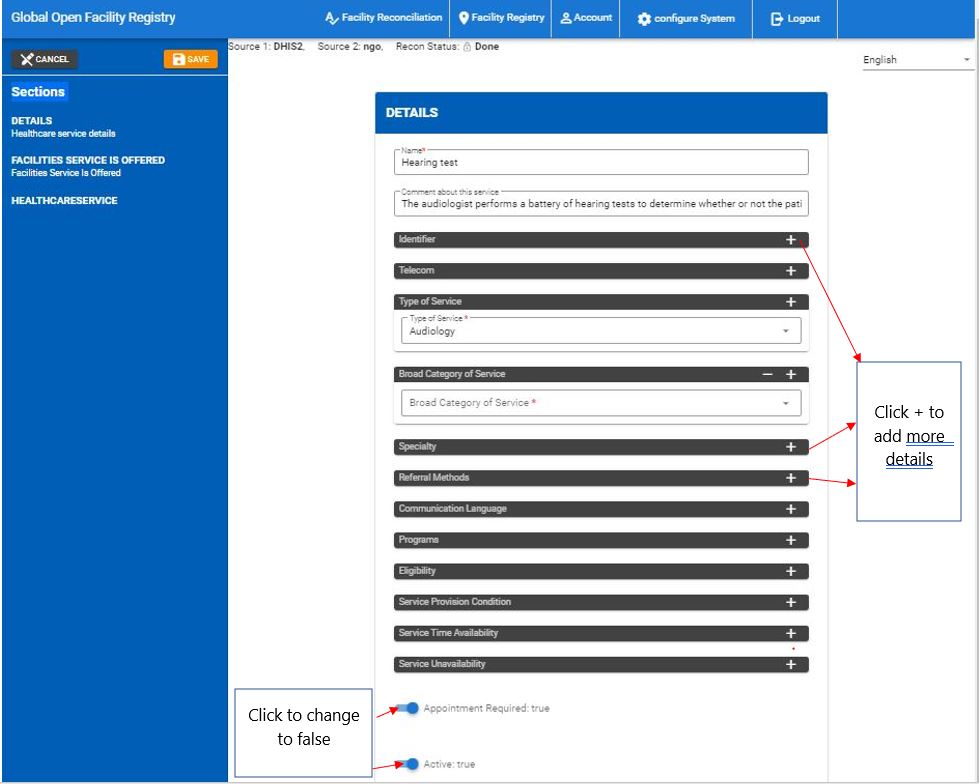 Global Open Facility Registry
Facility Reconciliation
Facility Registry
Account
configure System
Logout
Source 1: DHIS2, Source 2: ngo, Recon Status: Done
English
CANCEL
SAVE
Sections
DETAILS
Healthcare service details
FACILITIES SERVICE IS OFFERED
Facilities Service Is Offered
HEALTHCARESERVICE
DETAILS
Name*
Hearing test
Comment about this service
The audiologist performs a battery of hearing tests to determine whether or not the pati
Identifier +
Telecom +
Type of Service +
Type of Service *
Audiology
Broad Category of Service − +
Broad Category of Service *
Specialty +
Referral Methods +
Communication Language +
Programs +
Eligibility +
Service Provision Condition +
Service Time Availability +
Service Unavailability +
Appointment Required: true
Active: true
Click + to
add more
details
Click to change
to false